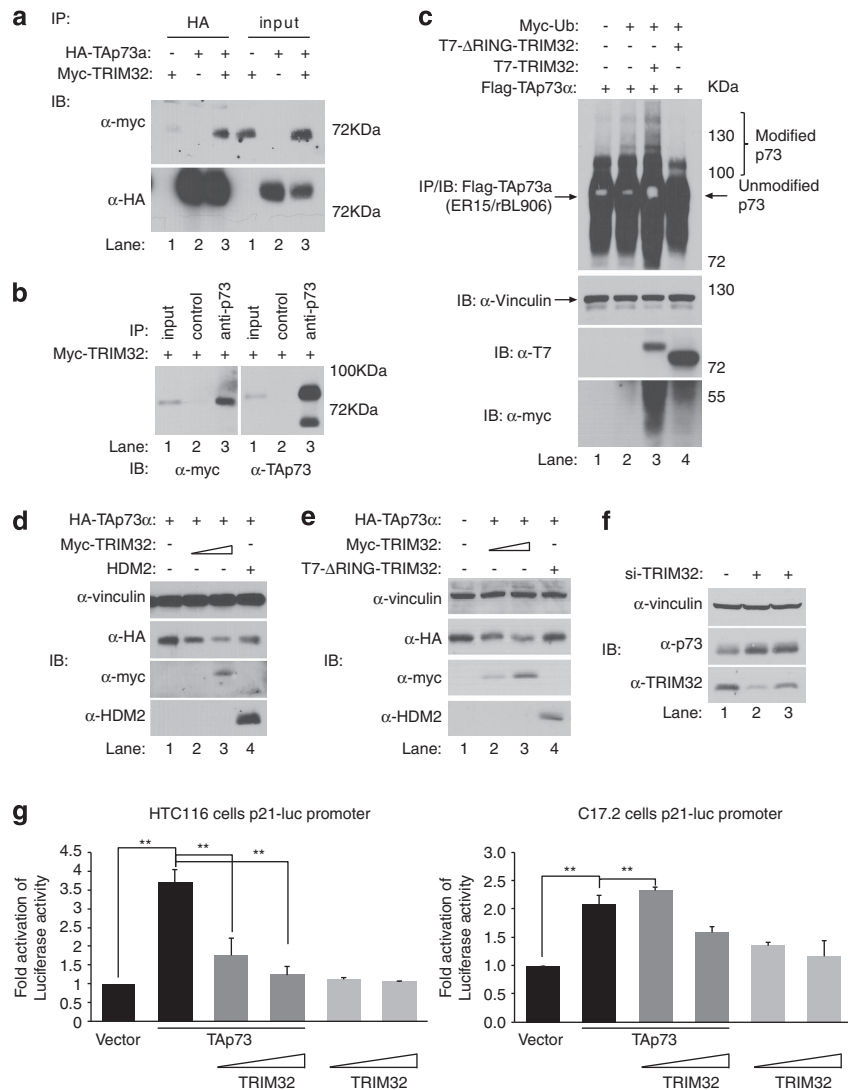 a
IP: HA input
HA-TAp73a - + + - + +
Myc-TRIM32: + - + + - +
IB:
α-myc 72KDa
α-HA 72KDa
Lane: 1 2 3 1 2 3
b
IP: input control anti-p73 input control anti-p73
Myc-TRIM32: + + + + + +
100KDa
72KDa
Lane: 1 2 3 1 2 3
IB: α-myc α-TAp73
c
Myc-Ub - + + +
T7-ΔRING-TRIM32 - - - +
T7-TRIM32 - - + -
Flag-TAp73α + + + + KDa
130 Modified
p73
100
IP/IB: Flag-TAp73a Unmodified
(ER15/rBL906) p73
72
IB: α-Vinculin 130
IB: α-T7 72
IB: α-myc 55
Lane: 1 2 3 4
d
HA-TAp73α: + + + +
Myc-TRIM32: - -
HDM2: - - - +
α-vinculin
α-HA
IB:
α-myc
α-HDM2
Lane: 1 2 3 4
e
HA-TAp73α: - + + +
Myc-TRIM32: - -
T7-ΔRING-TRIM32: - - - +
α-vinculin
α-HA
IB:
α-myc
α-HDM2
Lane: 1 2 3 4
f
si-TRIM32: - + +
α-vinculin
IB: α-p73
α-TRIM32
Lane: 1 2 3
g
HTC116 cells p21-luc promoter
Fold activation of
Luciferase activity
4.5
4
3.5
3
2.5
2
1.5
1
0.5
0
** ** **
Vector TAp73
TRIM32 TRIM32
C17.2 cells p21-luc promoter
Fold activation of
Luciferase activity
3.0
2.5
2.0
1.5
1.0
0.5
0.0
** **
Vector TAp73
TRIM32 TRIM32